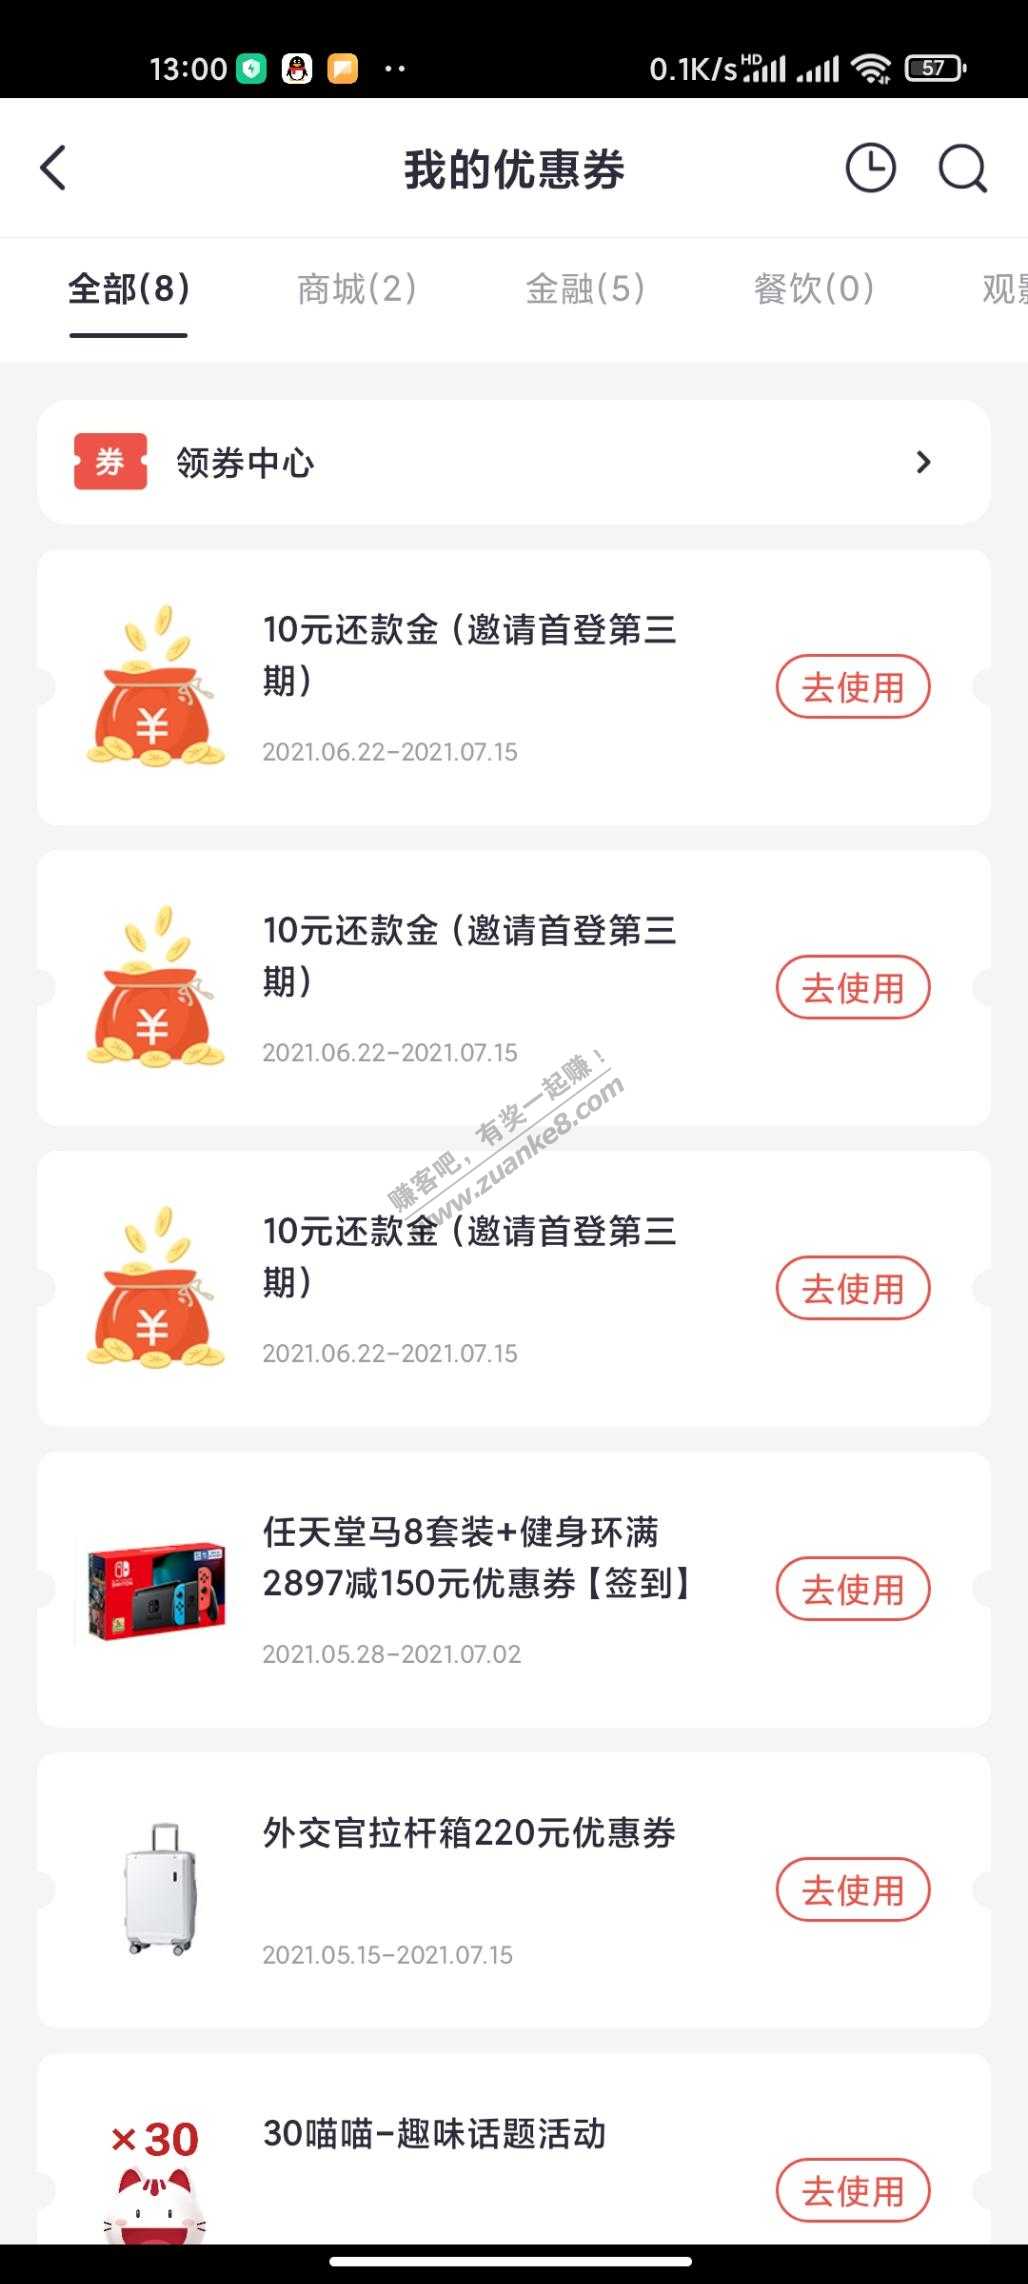 13:00
0.1K/s HD 57
我的优惠券
全部(8) 商城(2) 金融(5) 餐饮(0) 观影
券 领券中心
10元还款金（邀请首登第三
期）
去使用
2021.06.22-2021.07.15
10元还款金（邀请首登第三
期）
去使用
2021.06.22-2021.07.15
赚客吧，有奖一起赚！
www.zuanke8.com
10元还款金（邀请首登第三
期）
去使用
2021.06.22-2021.07.15
任天堂马8套装+健身环满
2897减150元优惠券【签到】
去使用
2021.05.28-2021.07.02
外交官拉杆箱220元优惠券
去使用
2021.05.15-2021.07.15
×30
30喵喵-趣味话题活动
去使用